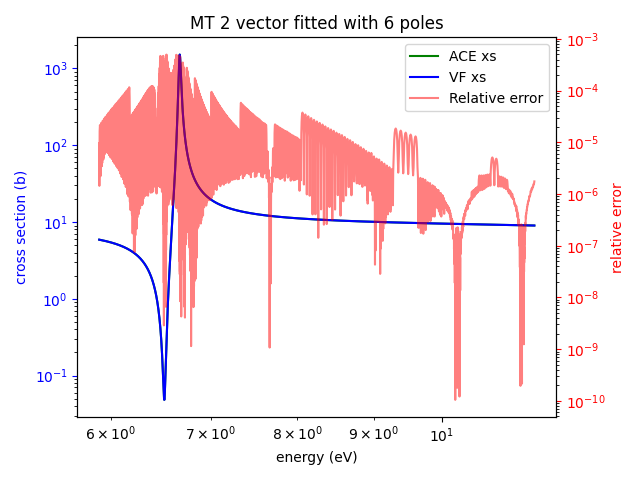 MT 2 vector fitted with 6 poles
ACE xs
VF xs
Relative error
cross section (b)
10³
10²
10¹
10⁰
10⁻¹
10⁻³
10⁻⁴
10⁻⁵
10⁻⁶
10⁻⁷
10⁻⁸
10⁻⁹
10⁻¹⁰
relative error
6 × 10⁰
7 × 10⁰
8 × 10⁰
9 × 10⁰
10¹
energy (eV)